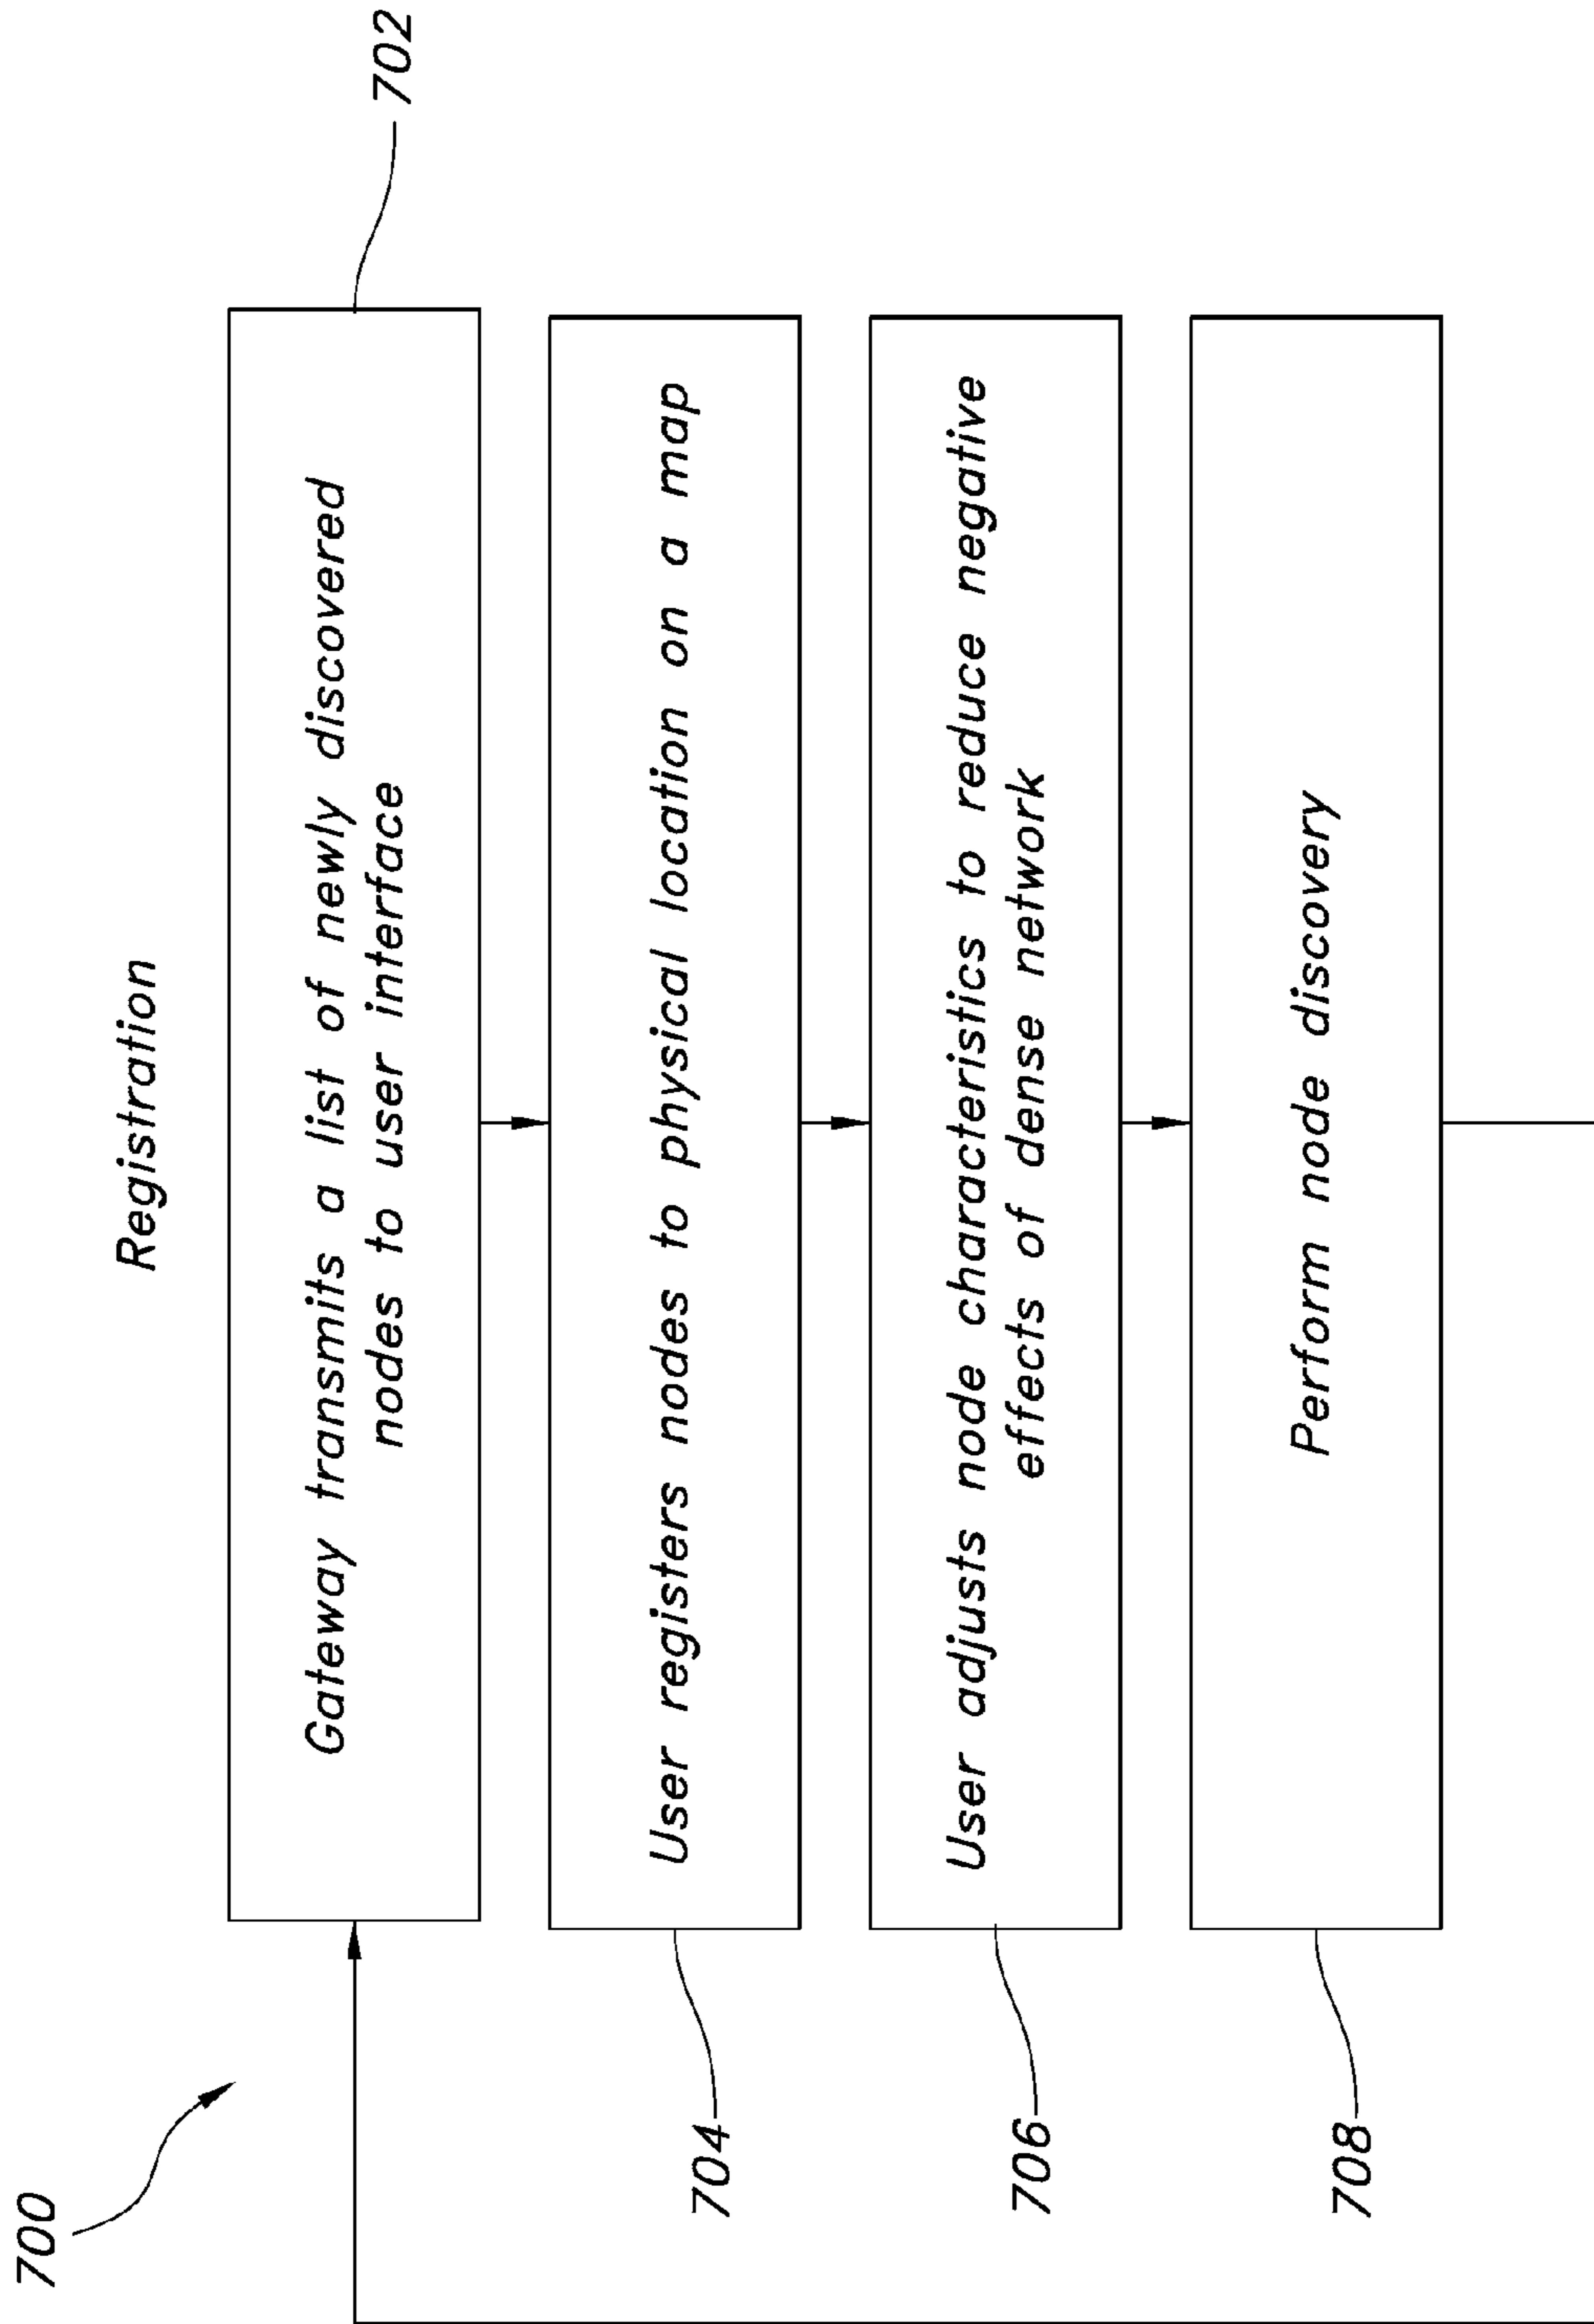 700
Registration
Gateway transmits a list of newly discovered
nodes to user interface
702
User registers nodes to physical location on a map
704
User adjusts node characteristics to reduce negative
effects of dense network
706
Perform node discovery
708